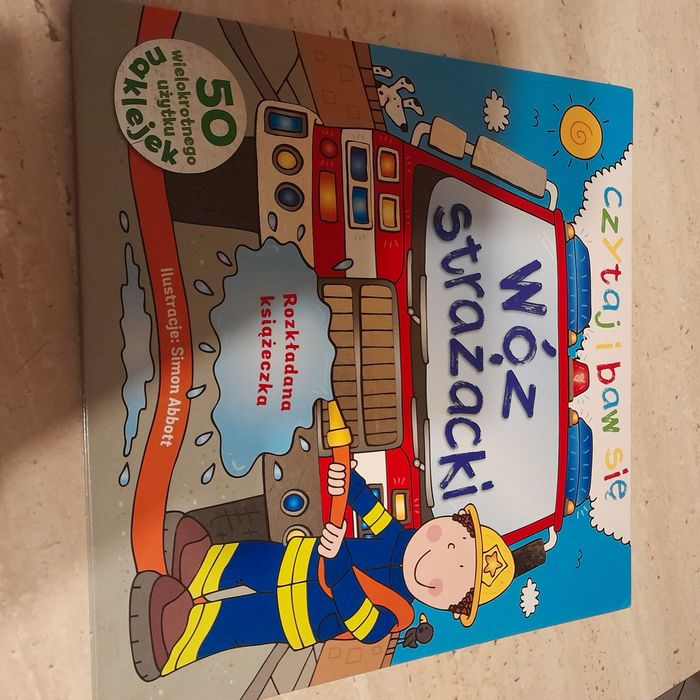 czytaj i baw się
wóz
strażacki
Rozkładana
książeczka
50
wielokrotnego
użytku
naklejek
Ilustracje: Simon Abbott